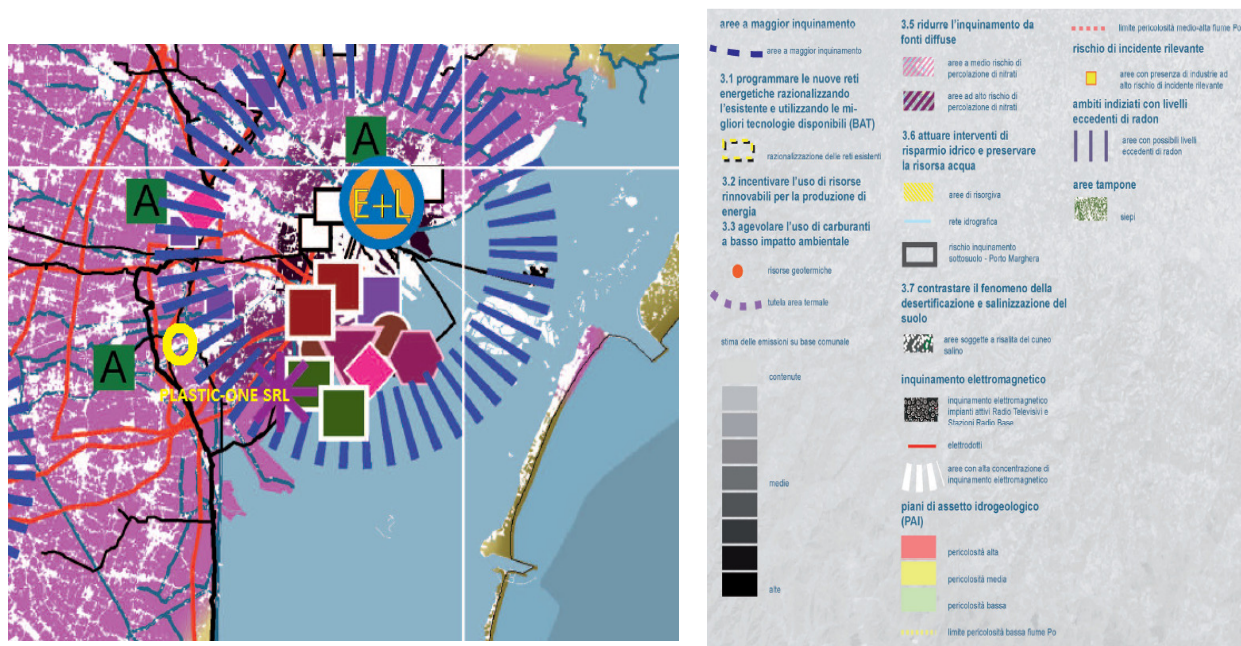 A
E+L
A
A
PLASTIC-ONE SRL
aree a maggior inquinamento
aree a maggior inquinamento
3.1 programmare le nuove reti
energetiche razionalizzando
l'esistente e utilizzando le mi-
gliori tecnologie disponibili (BAT)
razionalizzazione delle reti esistenti
3.2 incentivare l'uso di risorse
rinnovabili per la produzione di
energia
3.3 agevolare l'uso di carburanti
a basso impatto ambientale
risorse geotermiche
tutela area termale
stima delle emissioni su base comunale
contenute
medie
alte
3.5 ridurre l'inquinamento da
fonti diffuse
aree a medio rischio di
percolazione di nitrati
aree ad alto rischio di
percolazione di nitrati
3.6 attuare interventi di
risparmio idrico e preservare
la risorsa acqua
aree di risorgiva
rete idrografica
rischio inquinamento
sottosuolo - Porto Marghera
3.7 contrastare il fenomeno della
desertificazione e salinizzazione del
suolo
aree soggette a risalita del cuneo
salino
inquinamento elettromagnetico
inquinamento elettromagnetico
impianti attivi Radio Televisivi e
Stazioni Radio Base
elettrodotti
aree con alta concentrazione di
inquinamento elettromagnetico
piani di assetto idrogeologico
(PAI)
pericolosità alta
pericolosità media
pericolosità bassa
limite pericolosità bassa fiume Po
limite pericolosità medio-alta fiume Po
rischio di incidente rilevante
aree con presenza di industrie ad
alto rischio di incidente rilevante
ambiti indiziati con livelli
eccedenti di radon
aree con possibili livelli
eccedenti di radon
aree tampone
siepi